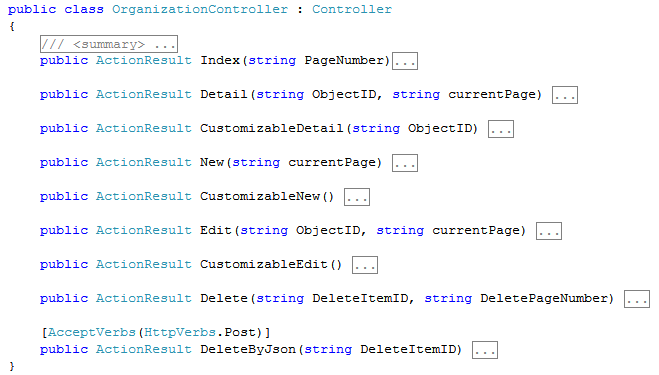 public class OrganizationController : Controller
{
/// <summary> ...
public ActionResult Index(string PageNumber)...
public ActionResult Detail(string ObjectID, string currentPage) ...
public ActionResult CustomizableDetail(string ObjectID) ...
public ActionResult New(string currentPage) ...
public ActionResult CustomizableNew() ...
public ActionResult Edit(string ObjectID, string currentPage) ...
public ActionResult CustomizableEdit() ...
public ActionResult Delete(string DeleteItemID, string DeletePageNumber) ...
[AcceptVerbs(HttpVerbs.Post)]
public ActionResult DeleteByJson(string DeleteItemID) ...
}